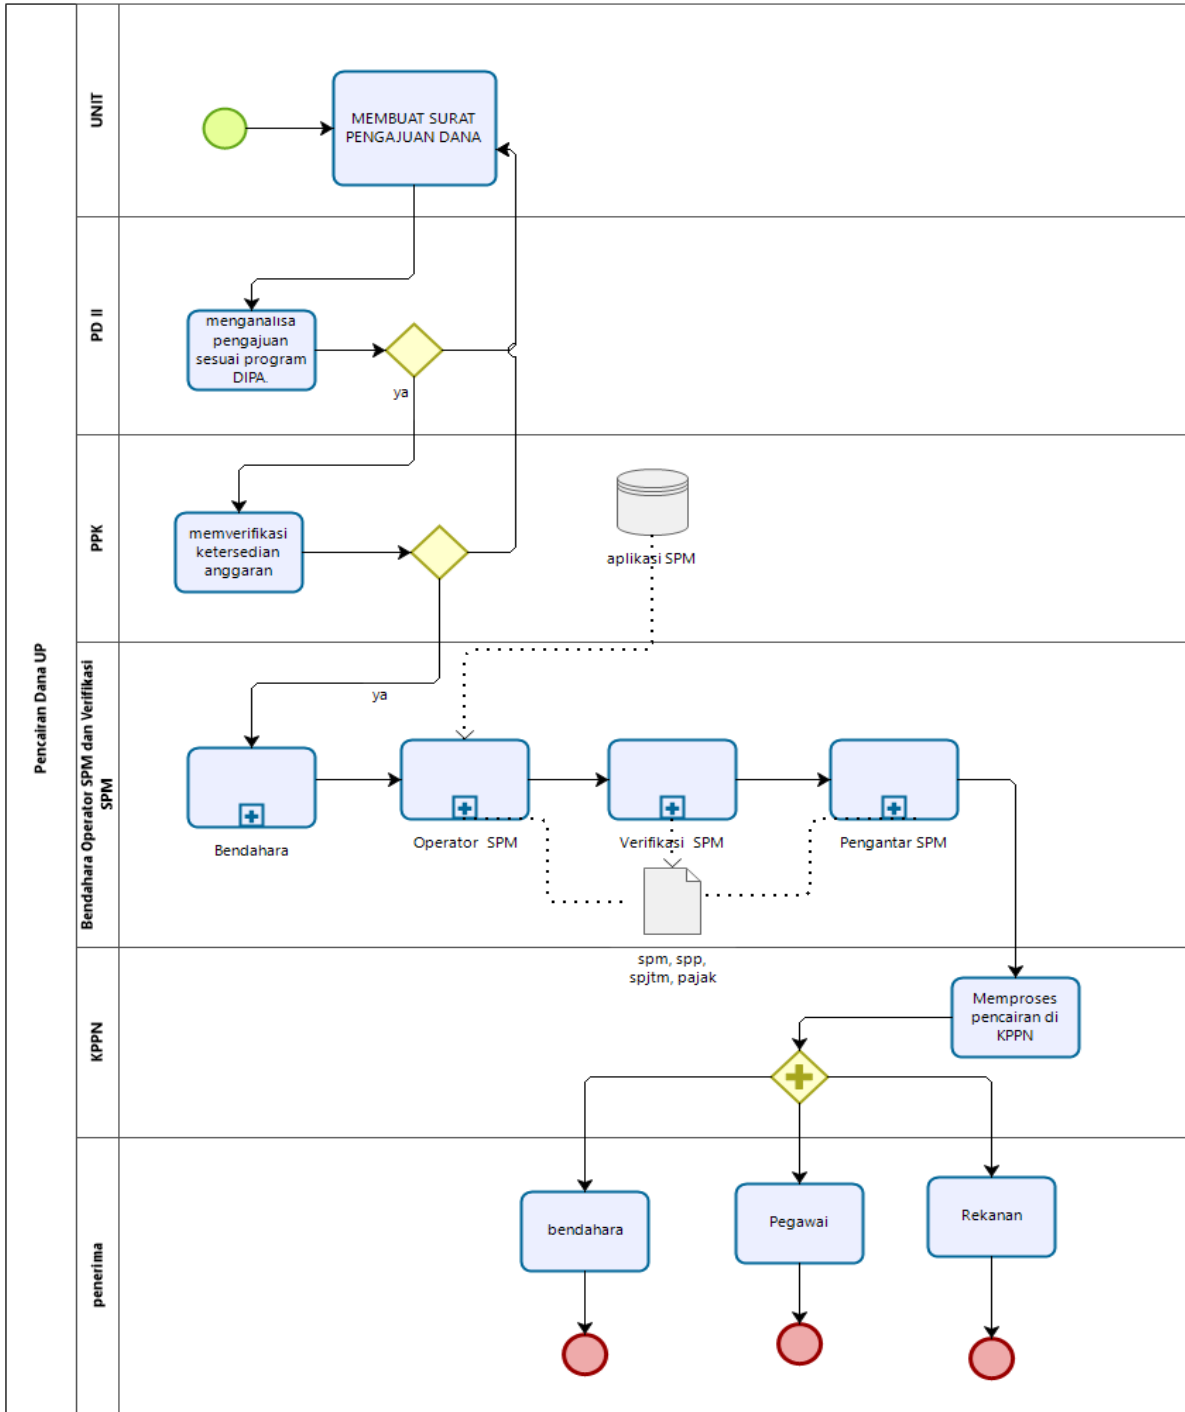 Pencairan Dana UP
UNIT
MEMBUAT SURAT
PENGAJUAN DANA
PD II
menganalisa
pengajuan
sesuai program
DIPA.
ya
PPK
memverifikasi
ketersedian
anggaran
aplikasi SPM
ya
Bendahara Operator SPM dan Verifikasi
SPM
Bendahara
Operator SPM
Verifikasi SPM
Pengantar SPM
spm, spp,
spjtm, pajak
KPPN
Memproses
pencairan di
KPPN
penerima
bendahara
Pegawai
Rekanan